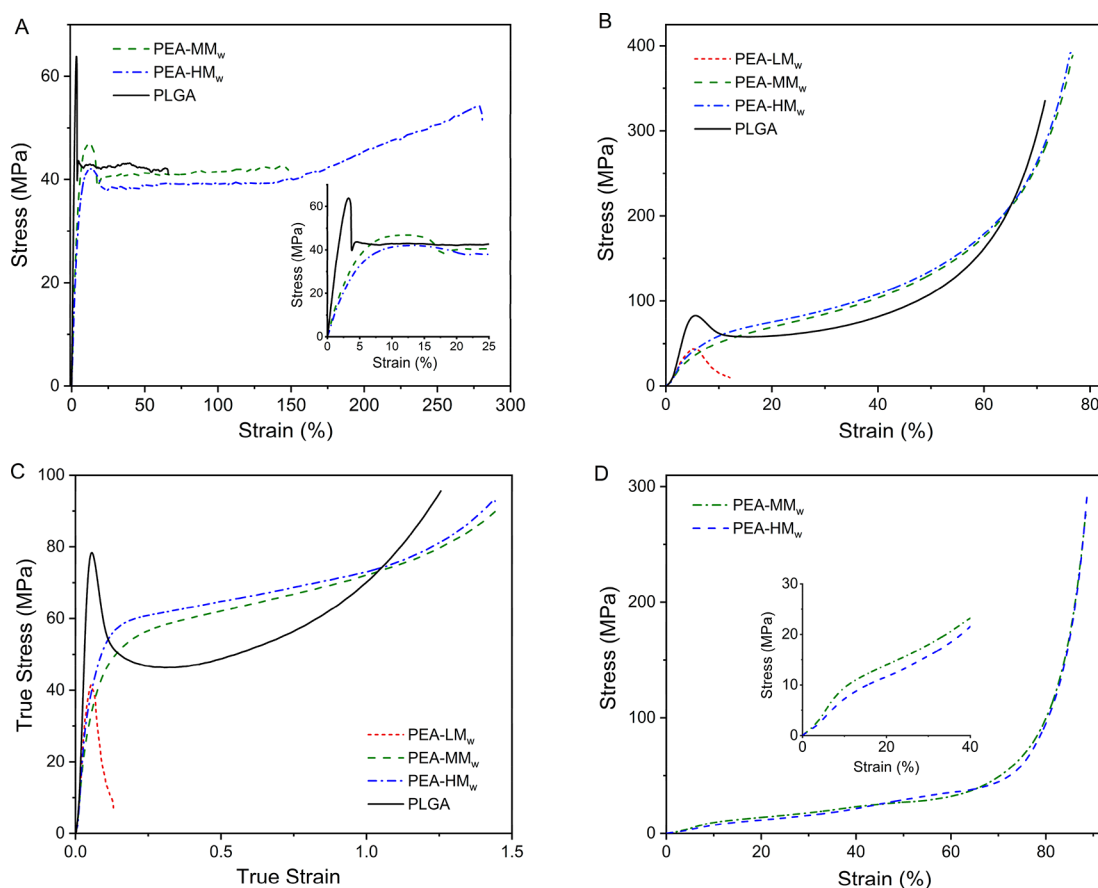 A
PEA-MMw
PEA-HMw
PLGA
Stress (MPa)
60
40
20
0
0 50 100 150 200 250 300
Strain (%)
Stress (MPa)
60
40
20
0
0 5 10 15 20 25
Strain (%)
B
PEA-LMw
PEA-MMw
PEA-HMw
PLGA
Stress (MPa)
400
300
200
100
0
0 20 40 60 80
Strain (%)
C
True Stress (MPa)
100
80
60
40
20
0
PEA-LMw
PEA-MMw
PEA-HMw
PLGA
0.0 0.5 1.0 1.5
True Strain
D
PEA-MMw
PEA-HMw
Stress (MPa)
300
200
100
0
0 20 40 60 80
Strain (%)
Stress (MPa)
30
20
10
0
0 20 40
Strain (%)